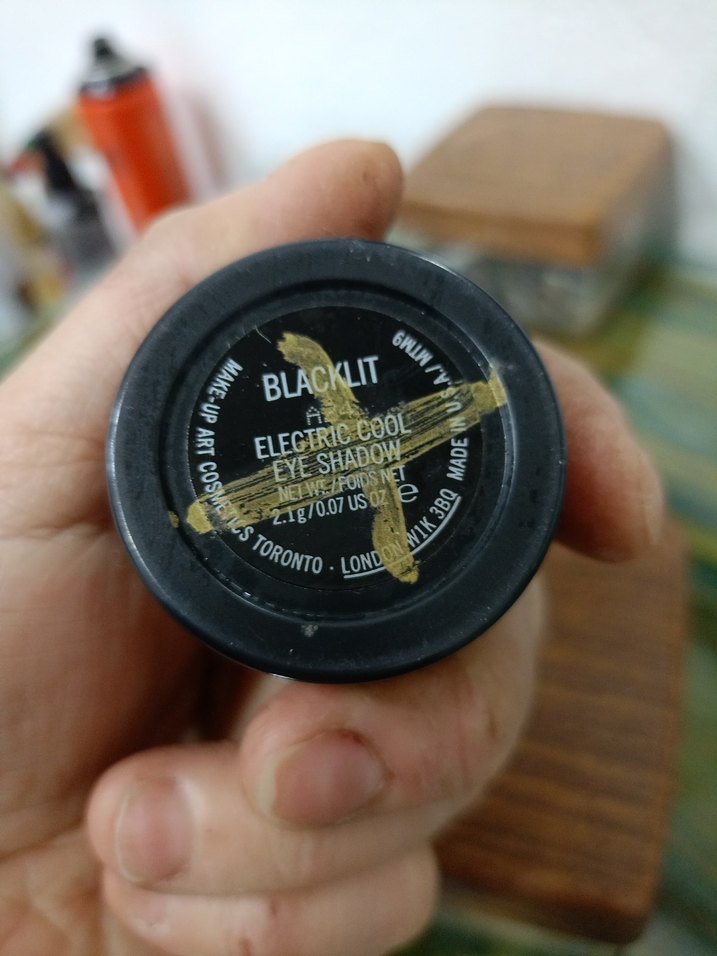 BLACKLIT
ELECTRIC COOL
EYE SHADOW
NET WT./POIDS NET
2.1g/0.07 US OZ e
MAKE-UP ART COSMETICS TORONTO · LONDON W1K 3BQ MADE IN U.S.A./MTM9